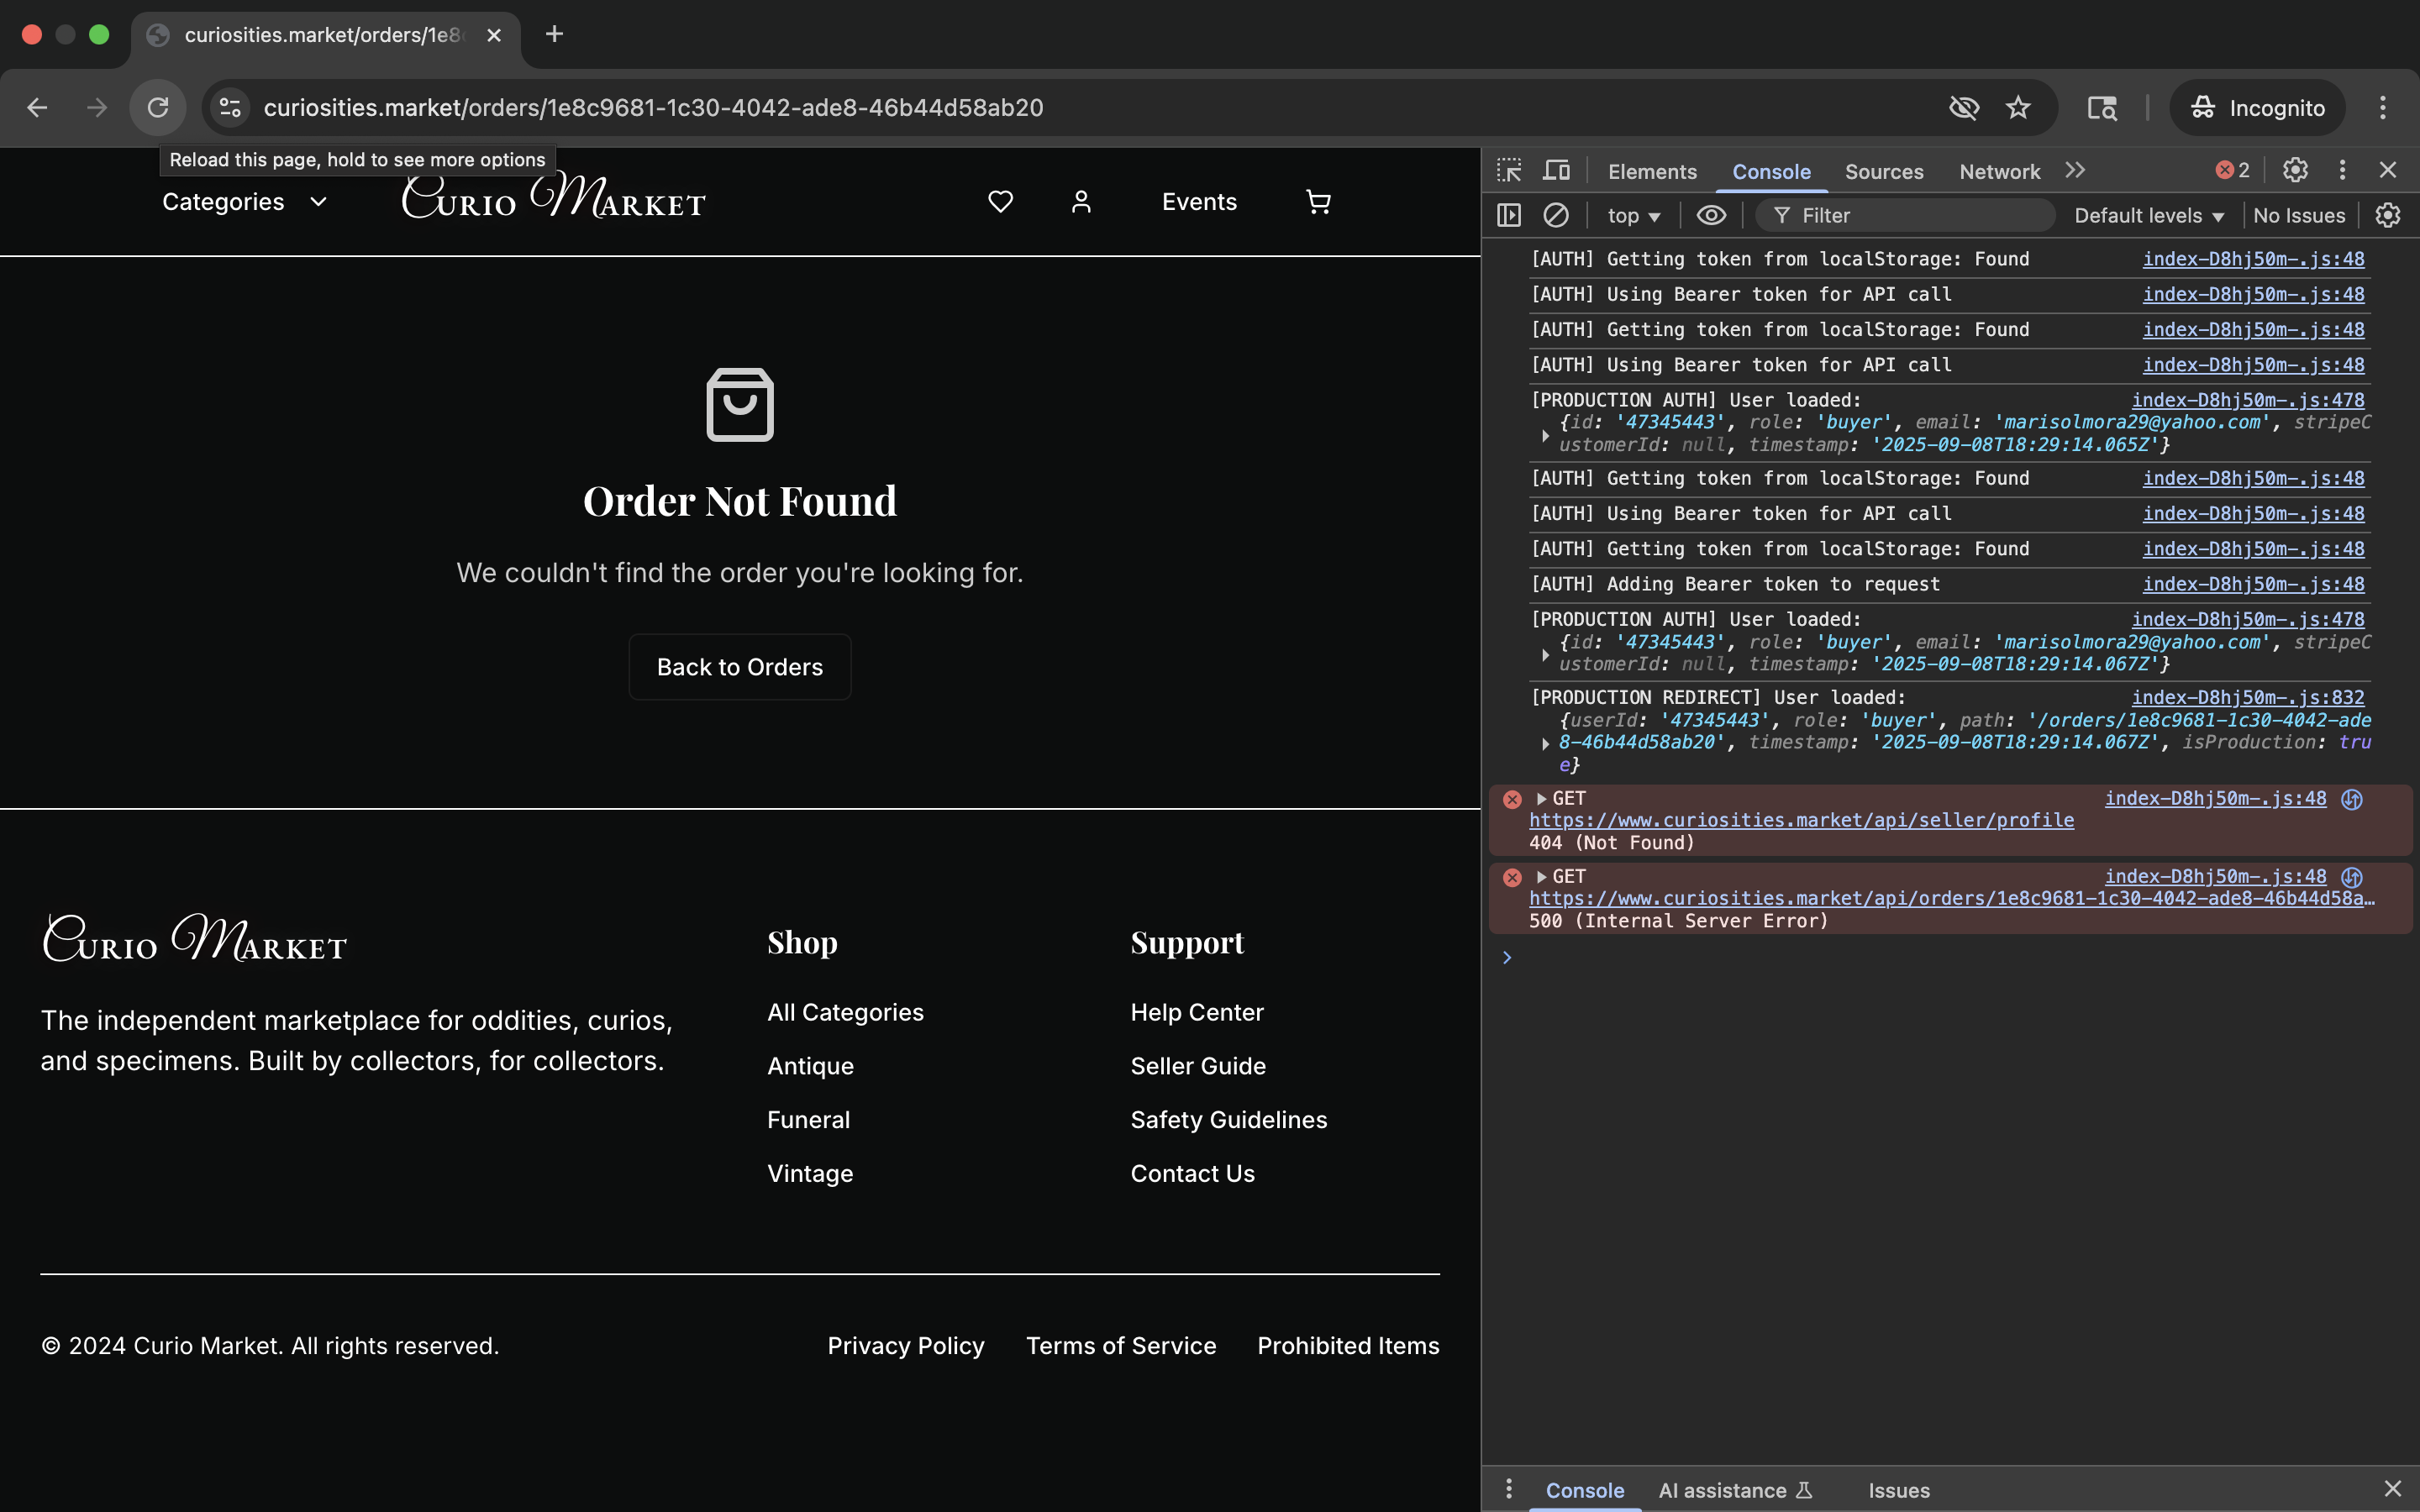 curiosities.market/orders/1e8
curiosities.market/orders/1e8c9681-1c30-4042-ade8-46b44d58ab20
Incognito
Reload this page, hold to see more options
Categories
Curio Market
Events
Order Not Found
We couldn't find the order you're looking for.
Back to Orders
Curio Market
The independent marketplace for oddities, curios,
and specimens. Built by collectors, for collectors.
Shop
All Categories
Antique
Funeral
Vintage
Support
Help Center
Seller Guide
Safety Guidelines
Contact Us
© 2024 Curio Market. All rights reserved.
Privacy Policy
Terms of Service
Prohibited Items
Elements
Console
Sources
Network
2
top
Filter
Default levels
No Issues
[AUTH] Getting token from localStorage: Found index-D8hj50m-.js:48
[AUTH] Using Bearer token for API call index-D8hj50m-.js:48
[AUTH] Getting token from localStorage: Found index-D8hj50m-.js:48
[AUTH] Using Bearer token for API call index-D8hj50m-.js:48
[PRODUCTION AUTH] User loaded: index-D8hj50m-.js:478
{id: '47345443', role: 'buyer', email: 'marisolmora29@yahoo.com', stripeC
ustomerId: null, timestamp: '2025-09-08T18:29:14.065Z'}
[AUTH] Getting token from localStorage: Found index-D8hj50m-.js:48
[AUTH] Using Bearer token for API call index-D8hj50m-.js:48
[AUTH] Getting token from localStorage: Found index-D8hj50m-.js:48
[AUTH] Adding Bearer token to request index-D8hj50m-.js:48
[PRODUCTION AUTH] User loaded: index-D8hj50m-.js:478
{id: '47345443', role: 'buyer', email: 'marisolmora29@yahoo.com', stripeC
ustomerId: null, timestamp: '2025-09-08T18:29:14.067Z'}
[PRODUCTION REDIRECT] User loaded: index-D8hj50m-.js:832
{userId: '47345443', role: 'buyer', path: '/orders/1e8c9681-1c30-4042-ade
8-46b44d58ab20', timestamp: '2025-09-08T18:29:14.067Z', isProduction: tru
e}
GET index-D8hj50m-.js:48
https://www.curiosities.market/api/seller/profile
404 (Not Found)
GET index-D8hj50m-.js:48
https://www.curiosities.market/api/orders/1e8c9681-1c30-4042-ade8-46b44d58a…
500 (Internal Server Error)
Console
AI assistance
Issues